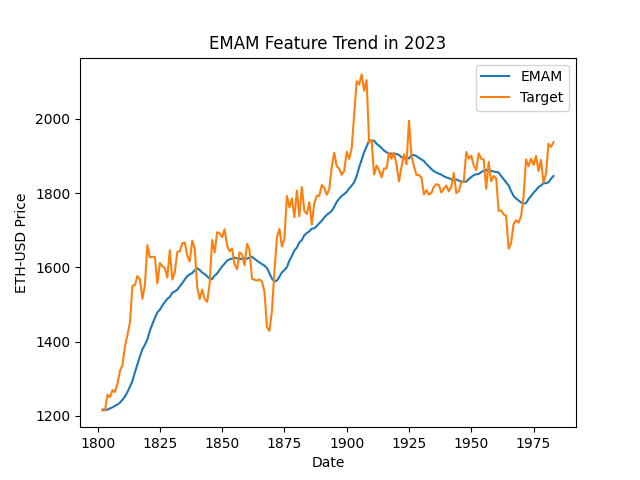 EMAM Feature Trend in 2023
EMAM
Target
ETH-USD Price
2000
1800
1600
1400
1200
1800 1825 1850 1875 1900 1925 1950 1975
Date